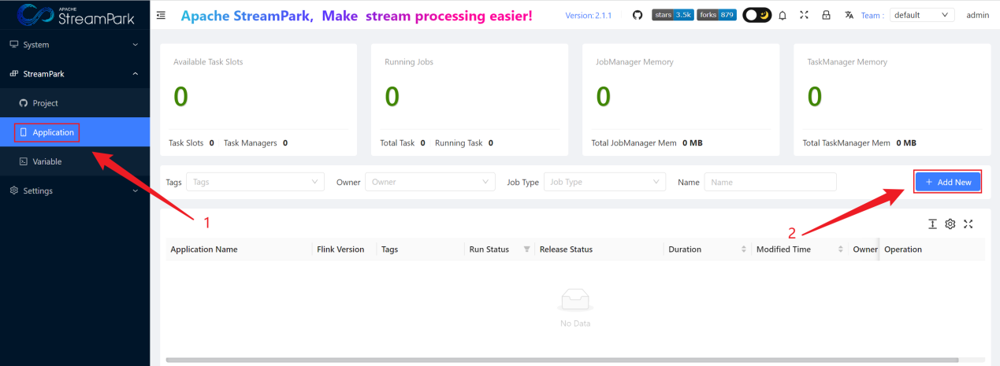 APACHE
StreamPark
Apache StreamPark, Make stream processing easier!
Version: 2.1.1
stars 3.5k forks 879
Team : default
admin
System
StreamPark
Project
Application
Variable
Settings
Available Task Slots
0
Task Slots 0 Task Managers 0
Running Jobs
0
Total Task 0 Running Task 0
JobManager Memory
0
Total JobManager Mem 0 MB
TaskManager Memory
0
Total TaskManager Mem 0 MB
Tags Tags Owner Owner Job Type Job Type Name Name + Add New
1
2
Application Name Flink Version Tags Run Status Release Status Duration Modified Time Owner Operation
No Data